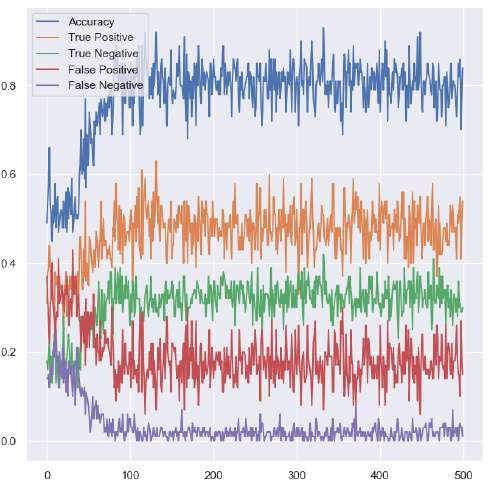 Accuracy
True Positive
True Negative
False Positive
False Negative
0.8
0.6
0.4
0.2
0.0
0 100 200 300 400 500